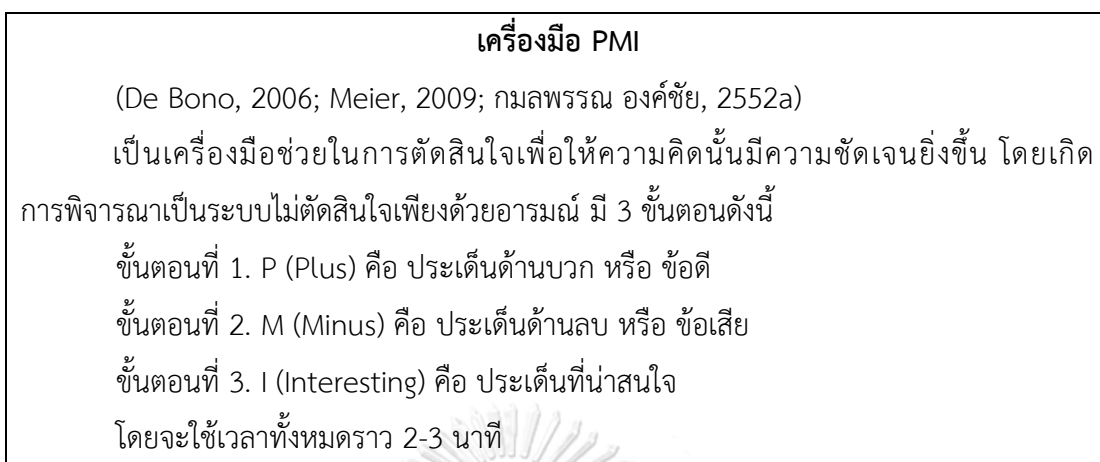 เครื่องมือ PMI
(De Bono, 2006; Meier, 2009; กมลพรรณ องค์ชัย, 2552a)
เป็นเครื่องมือช่วยในการตัดสินใจเพื่อให้ความคิดนั้นมีความชัดเจนยิ่งขึ้น โดยเกิด
การพิจารณาเป็นระบบไม่ตัดสินใจเพียงด้วยอารมณ์ มี 3 ขั้นตอนดังนี้
ขั้นตอนที่ 1. P (Plus) คือ ประเด็นด้านบวก หรือ ข้อดี
ขั้นตอนที่ 2. M (Minus) คือ ประเด็นด้านลบ หรือ ข้อเสีย
ขั้นตอนที่ 3. I (Interesting) คือ ประเด็นที่น่าสนใจ
โดยจะใช้เวลาทั้งหมดราว 2-3 นาที